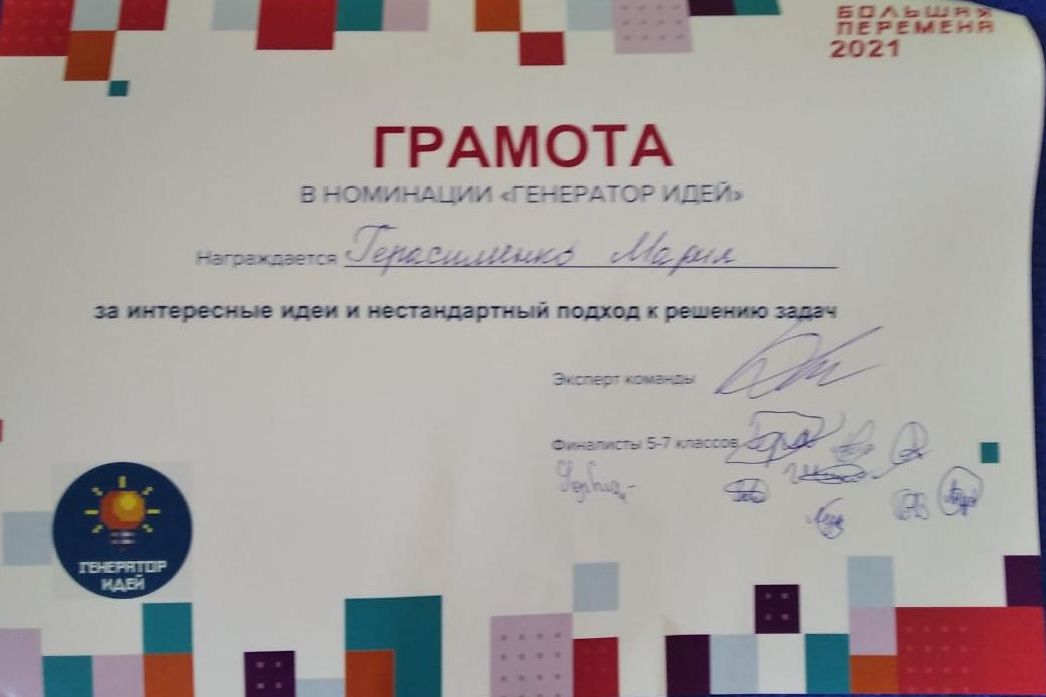 БОЛЬШАЯ
ПЕРЕМЕНА
2021
ГРАМОТА
В НОМИНАЦИИ «ГЕНЕРАТОР ИДЕЙ»
Награждается Герасименко Мария
за интересные идеи и нестандартный подход к решению задач
Эксперт команды
Финалисты 5-7 классов
ГЕНЕРАТОР
ИДЕЙ